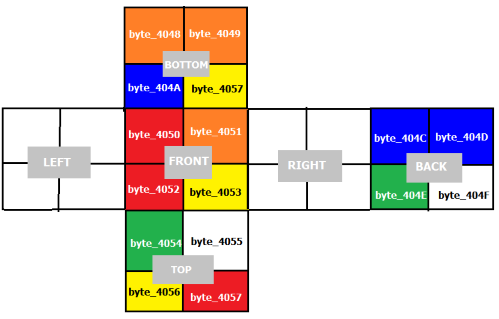 byte_4048 byte_4049
BOTTOM
byte_404A byte_4057
byte_4050 byte_4051 byte_404C byte_404D
LEFT FRONT RIGHT BACK
byte_4052 byte_4053 byte_404E byte_404F
byte_4054 byte_4055
TOP
byte_4056 byte_4057